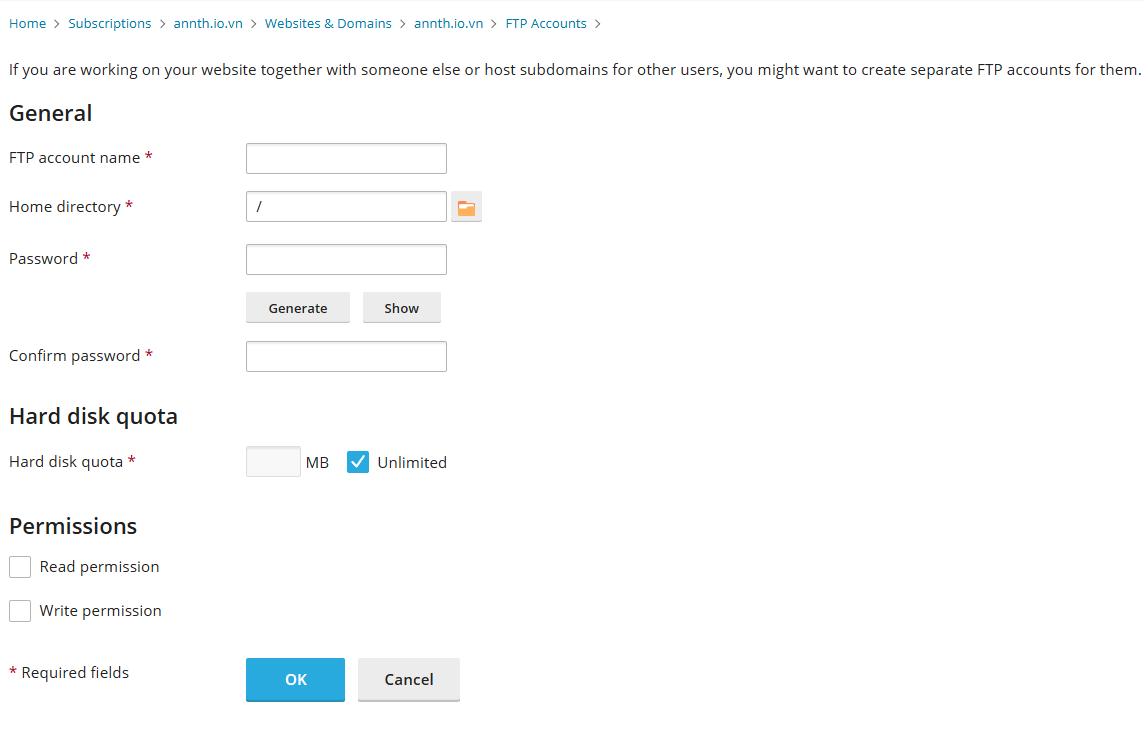 Home > Subscriptions > annth.io.vn > Websites & Domains > annth.io.vn > FTP Accounts >
If you are working on your website together with someone else or host subdomains for other users, you might want to create separate FTP accounts for them.
General
FTP account name *
Home directory * /
Password *
Generate Show
Confirm password *
Hard disk quota
Hard disk quota * MB Unlimited
Permissions
Read permission
Write permission
* Required fields OK Cancel